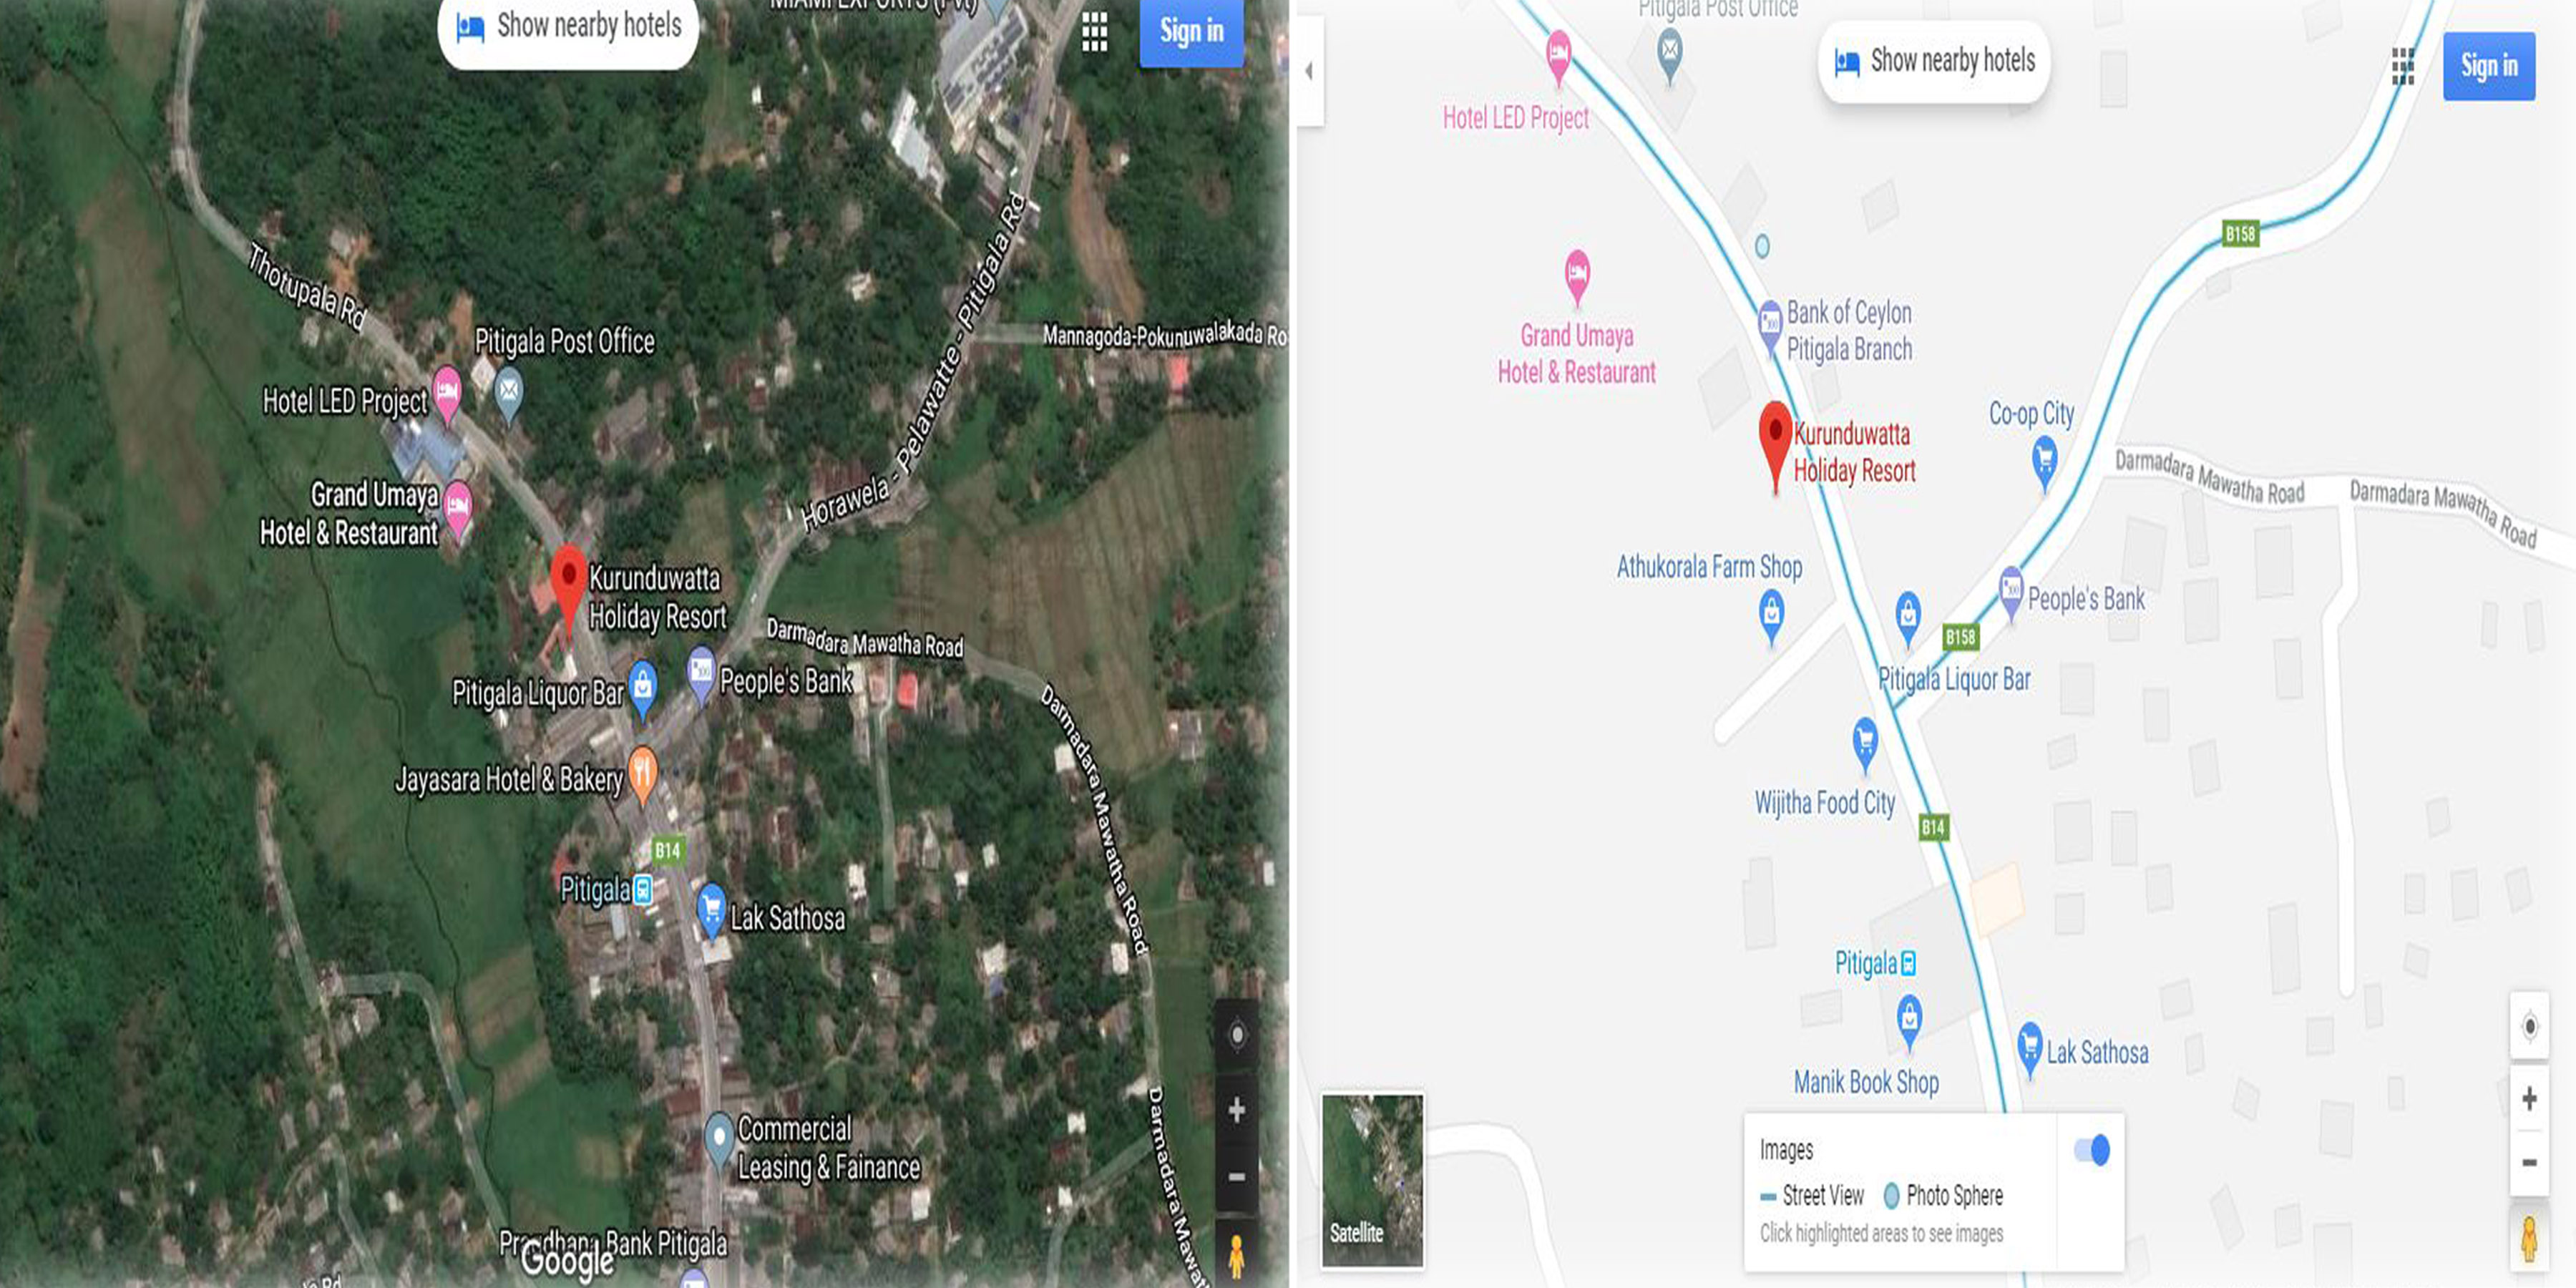 MIAMI EXPORTS (Pvt)
Show nearby hotels
Sign in
Thotupala Rd
Horawela - Pelawatte - Pitigala Rd
Mannagoda-Pokunuwalakada Ro
Pitigala Post Office
Hotel LED Project
Grand Umaya
Hotel & Restaurant
Kurunduwatta
Holiday Resort
Darmadara Mawatha Road
Pitigala Liquor Bar
People's Bank
Darmadara Mawatha Road
Jayasara Hotel & Bakery
B14
Pitigala
Lak Sathosa
Commercial
Leasing & Fainance
Darmadara Mawat
Bank Pitigala
Google
Rd
Pitigala Post Office
Show nearby hotels
Sign in
Hotel LED Project
B158
Grand Umaya
Hotel & Restaurant
Bank of Ceylon
Pitigala Branch
Kurunduwatta
Holiday Resort
Co-op City
Darmadara Mawatha Road
Darmadara Mawatha Road
Athukorala Farm Shop
People's Bank
B158
Pitigala Liquor Bar
Wijitha Food City
B14
Pitigala
Manik Book Shop
Lak Sathosa
Satellite
Images
Street View
Photo Sphere
Click highlighted areas to see images